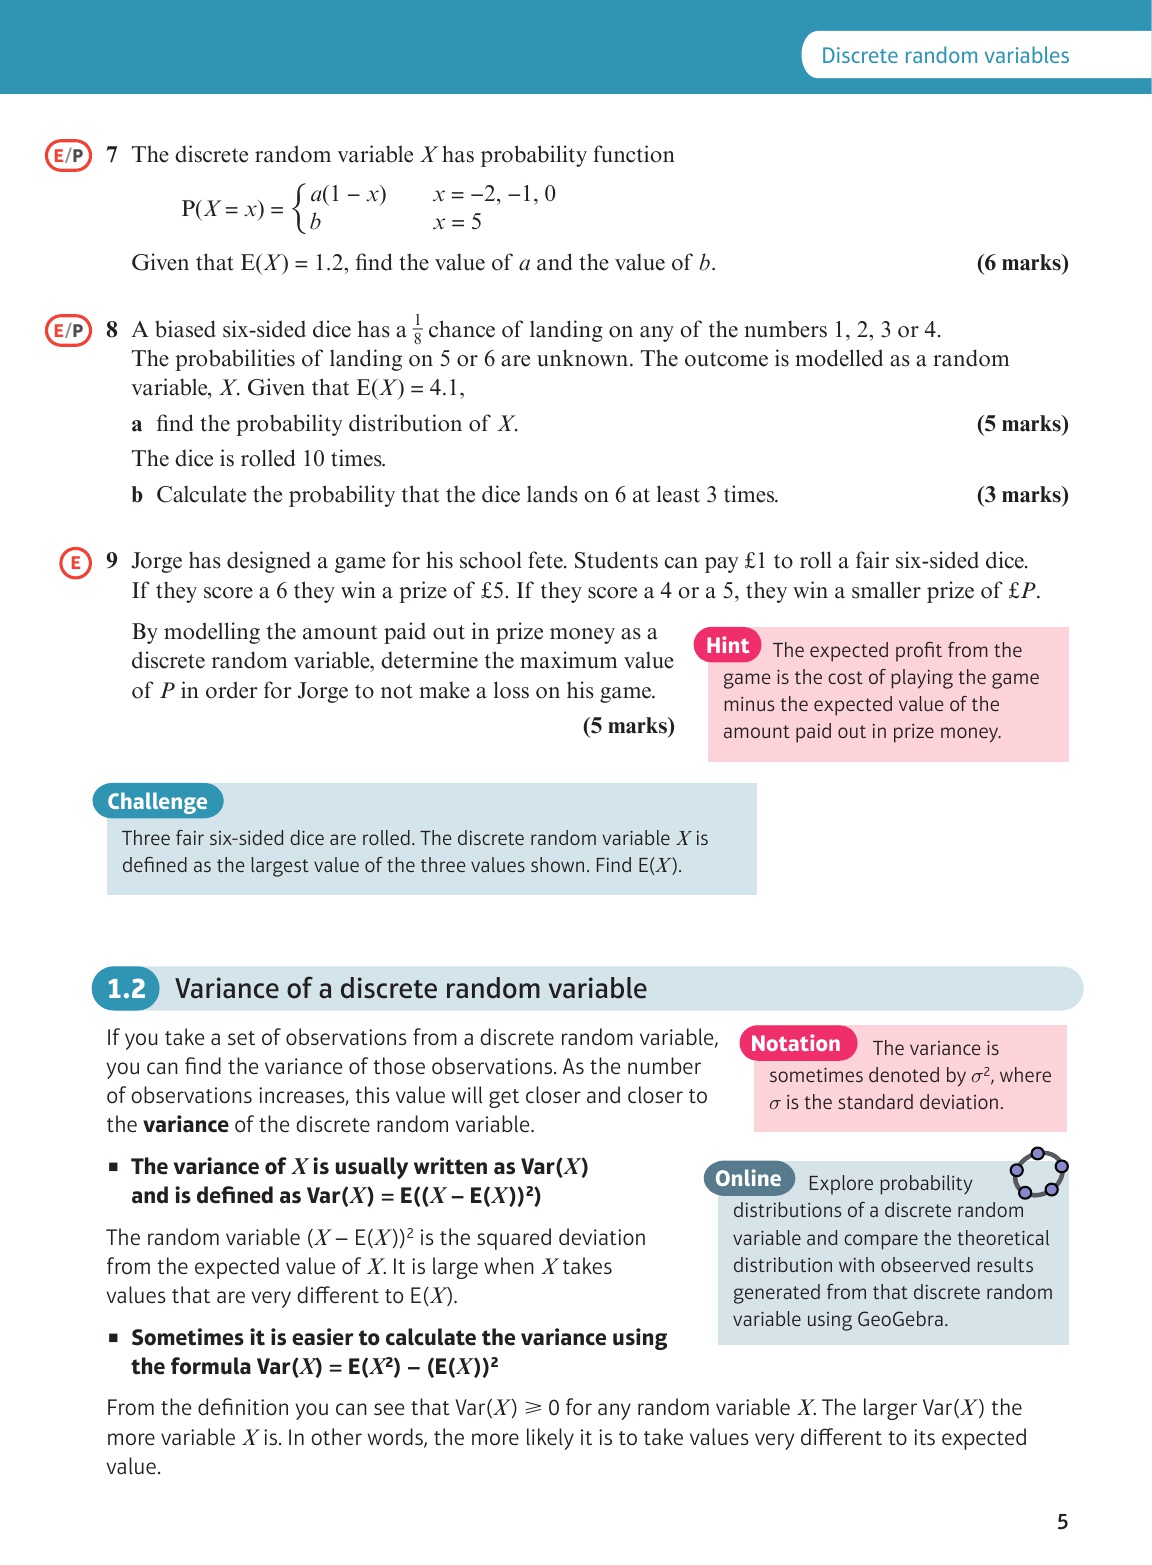 Discrete random variables
E/P 7 The discrete random variable X has probability function
P(X = x) = { a(1 − x) x = −2, −1, 0
b x = 5
Given that E(X) = 1.2, find the value of a and the value of b. (6 marks)
E/P 8 A biased six-sided dice has a 1/8 chance of landing on any of the numbers 1, 2, 3 or 4.
The probabilities of landing on 5 or 6 are unknown. The outcome is modelled as a random
variable, X. Given that E(X) = 4.1,
a find the probability distribution of X. (5 marks)
The dice is rolled 10 times.
b Calculate the probability that the dice lands on 6 at least 3 times. (3 marks)
E 9 Jorge has designed a game for his school fete. Students can pay £1 to roll a fair six-sided dice.
If they score a 6 they win a prize of £5. If they score a 4 or a 5, they win a smaller prize of £P.
By modelling the amount paid out in prize money as a
discrete random variable, determine the maximum value
of P in order for Jorge to not make a loss on his game.
(5 marks)
Hint The expected profit from the
game is the cost of playing the game
minus the expected value of the
amount paid out in prize money.
Challenge
Three fair six-sided dice are rolled. The discrete random variable X is
defined as the largest value of the three values shown. Find E(X).
1.2 Variance of a discrete random variable
If you take a set of observations from a discrete random variable,
you can find the variance of those observations. As the number
of observations increases, this value will get closer and closer to
the variance of the discrete random variable.
Notation The variance is
sometimes denoted by σ², where
σ is the standard deviation.
■ The variance of X is usually written as Var(X)
and is defined as Var(X) = E((X − E(X))²)
The random variable (X − E(X))² is the squared deviation
from the expected value of X. It is large when X takes
values that are very different to E(X).
■ Sometimes it is easier to calculate the variance using
the formula Var(X) = E(X²) − (E(X))²
Online Explore probability
distributions of a discrete random
variable and compare the theoretical
distribution with obseerved results
generated from that discrete random
variable using GeoGebra.
From the definition you can see that Var(X) ⩾ 0 for any random variable X. The larger Var(X) the
more variable X is. In other words, the more likely it is to take values very different to its expected
value.
5